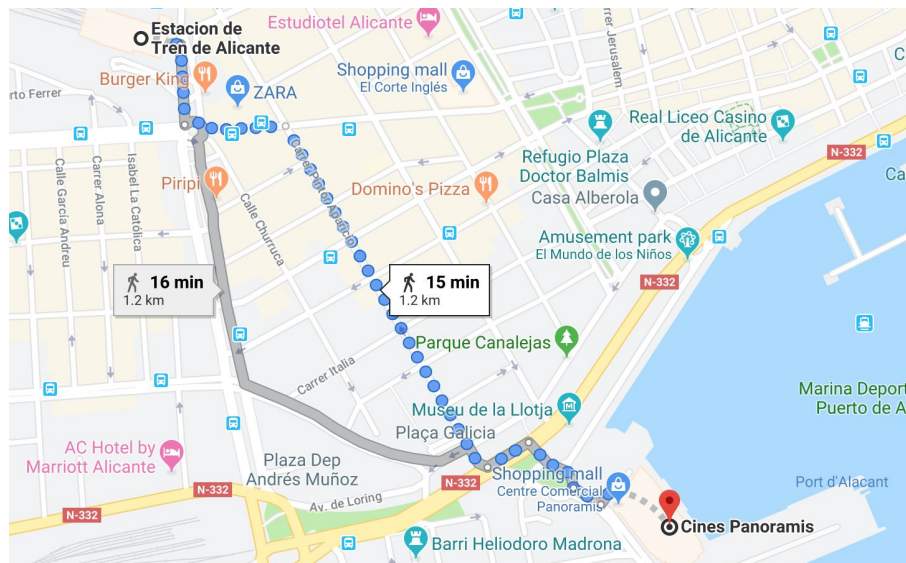 Estacion de
Tren de Alicante
Estudiotel Alicante
Burger King
ZARA
Shopping mall
El Corte Inglés
Ferrer Jerusalem
rto Ferrer
Real Liceo Casino
de Alicante
N-332
Refugio Plaza
Doctor Balmis
Casa Alberola
Calle García Andreu
Carrer Alona
Isabel La Católica
Piripi
Calle Churruca
Carrer Pintor Aparicio
Domino's Pizza
Amusement park
El Mundo de los Niños
N-332
16 min
1.2 km
15 min
1.2 km
Parque Canalejas
Carrer Italia
Museu de la Llotja
Plaça Galicia
Marina Deport
Puerto de A
AC Hotel by
Marriott Alicante
Plaza Dep
Andrés Muñoz
Shopping mall
Centre Comercial
Panoramis
N-332
N-332
Av. de Loring
N-332
Port d'Alacant
Cines Panoramis
Barri Heliodoro Madrona